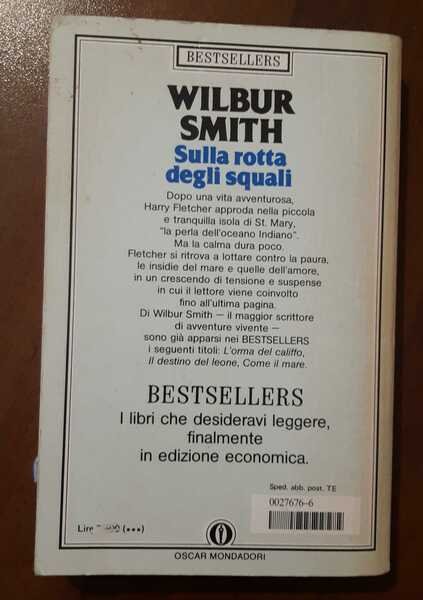 BESTSELLERS
WILBUR
SMITH
Sulla rotta
degli squali
Dopo una vita avventurosa,
Harry Fletcher approda nella piccola
e tranquilla isola di St. Mary,
"la perla dell'oceano Indiano".
Ma la calma dura poco.
Fletcher si ritrova a lottare contro la paura,
le insidie del mare e quelle dell'amore,
in un crescendo di tensione e suspense
in cui il lettore viene coinvolto
fino all'ultima pagina.
Di Wilbur Smith — il maggior scrittore
di avventure vivente —
sono già apparsi nei BESTSELLERS
i seguenti titoli: L'orma del califfo,
Il destino del leone, Come il mare.
BESTSELLERS
I libri che desideravi leggere,
finalmente
in edizione economica.
Sped. abb. post. TE
0027676-6
Lire (•••)
OSCAR MONDADORI